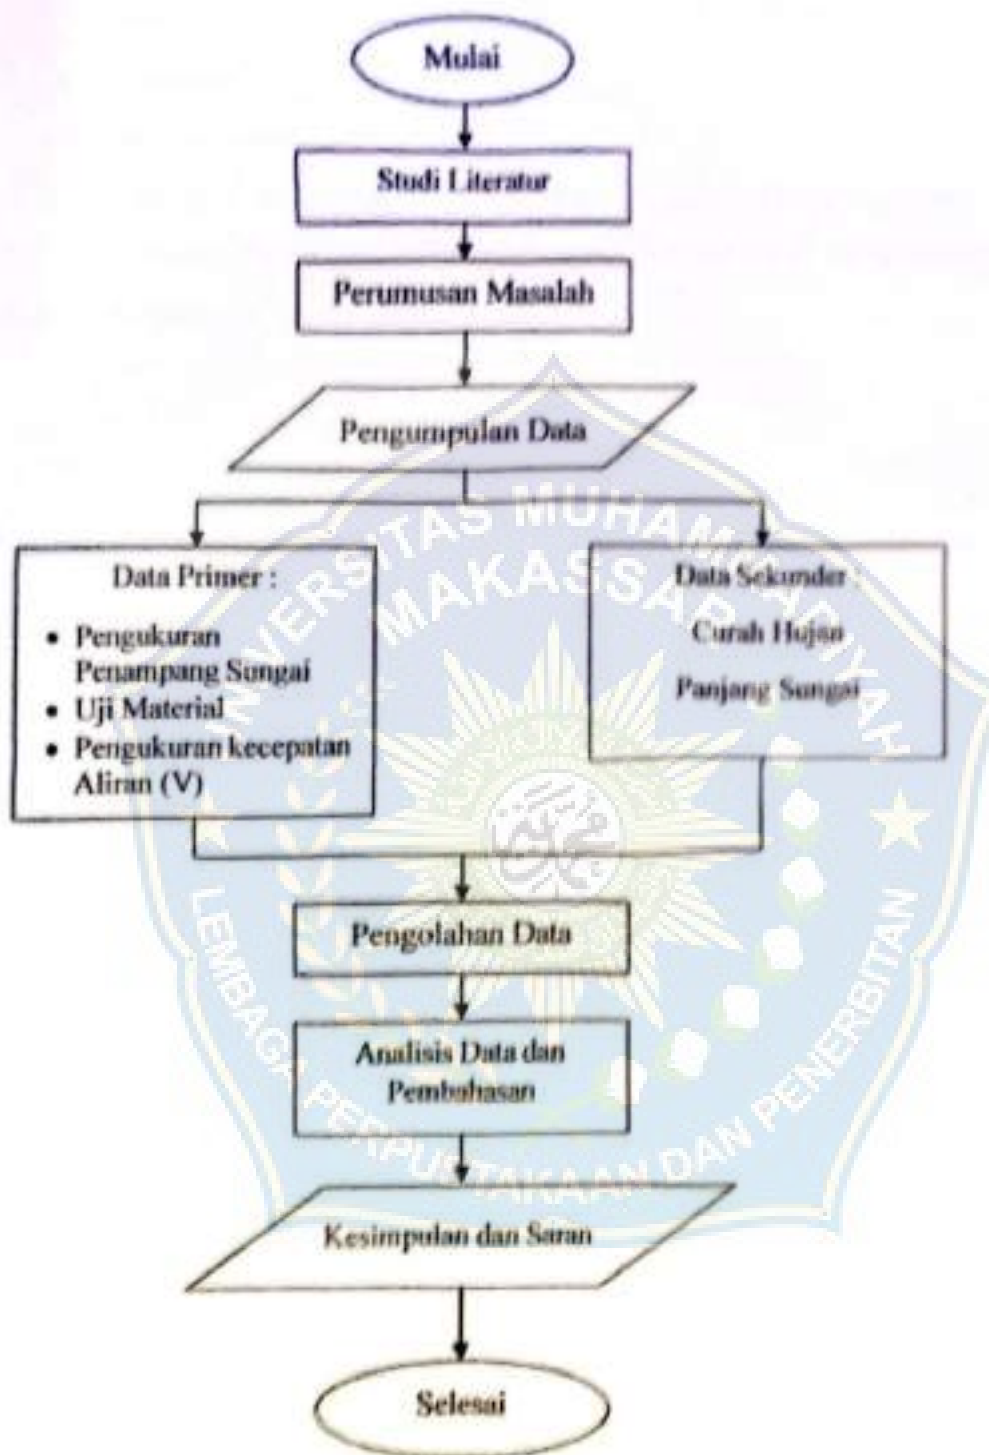 Mulai
Studi Literatur
Perumusan Masalah
Pengumpulan Data
Data Primer :
• Pengukuran
Penampang Sungai
• Uji Material
• Pengukuran kecepatan
Aliran (V)
Data Sekunder :
Curah Hujan
Panjang Sungai
Pengolahan Data
Analisis Data dan
Pembahasan
Kesimpulan dan Saran
Selesai
UNIVERSITAS MUHAMMADIYAH
MAKASSAR
LEMBAGA PERPUSTAKAAN DAN PENERBITAN